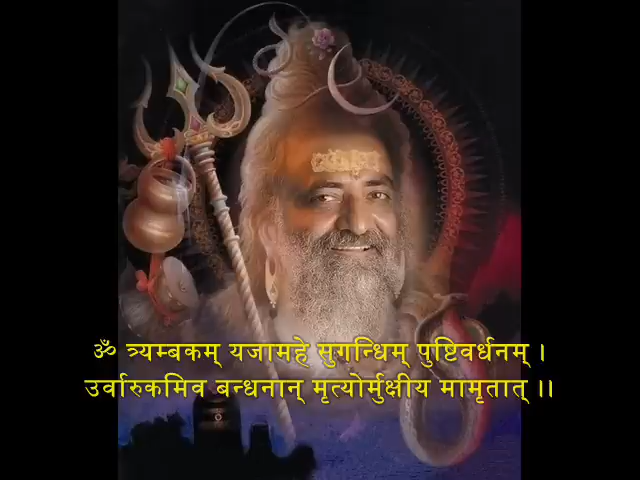 ॐ त्र्यम्बकम् यजामहे सुगन्धिम् पुष्टिवर्धनम् ।
उर्वारुकमिव बन्धनान् मृत्योर्मुक्षीय मामृतात् ।।